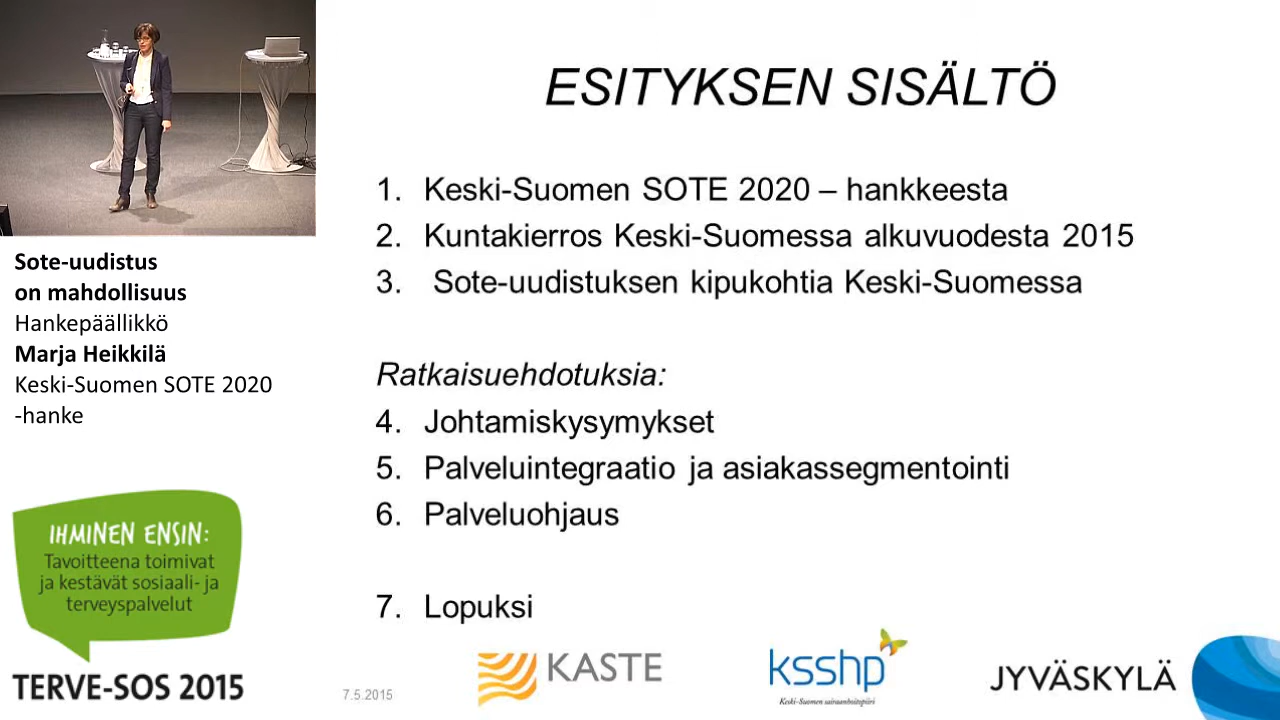 ESITYKSEN SISÄLTÖ
1. Keski-Suomen SOTE 2020 – hankkeesta
2. Kuntakierros Keski-Suomessa alkuvuodesta 2015
3. Sote-uudistuksen kipukohtia Keski-Suomessa
Ratkaisuehdotuksia:
4. Johtamiskysymykset
5. Palveluintegraatio ja asiakassegmentointi
6. Palveluohjaus
7. Lopuksi
Sote-uudistus
on mahdollisuus
Hankepäällikkö
Marja Heikkilä
Keski-Suomen SOTE 2020
-hanke
IHMINEN ENSIN:
Tavoitteena toimivat
ja kestävät sosiaali- ja
terveyspalvelut
TERVE-SOS 2015
7.5.2015
KASTE
ksshp
Keski-Suomen sairaanhoitopiiri
JYVÄSKYLÄ